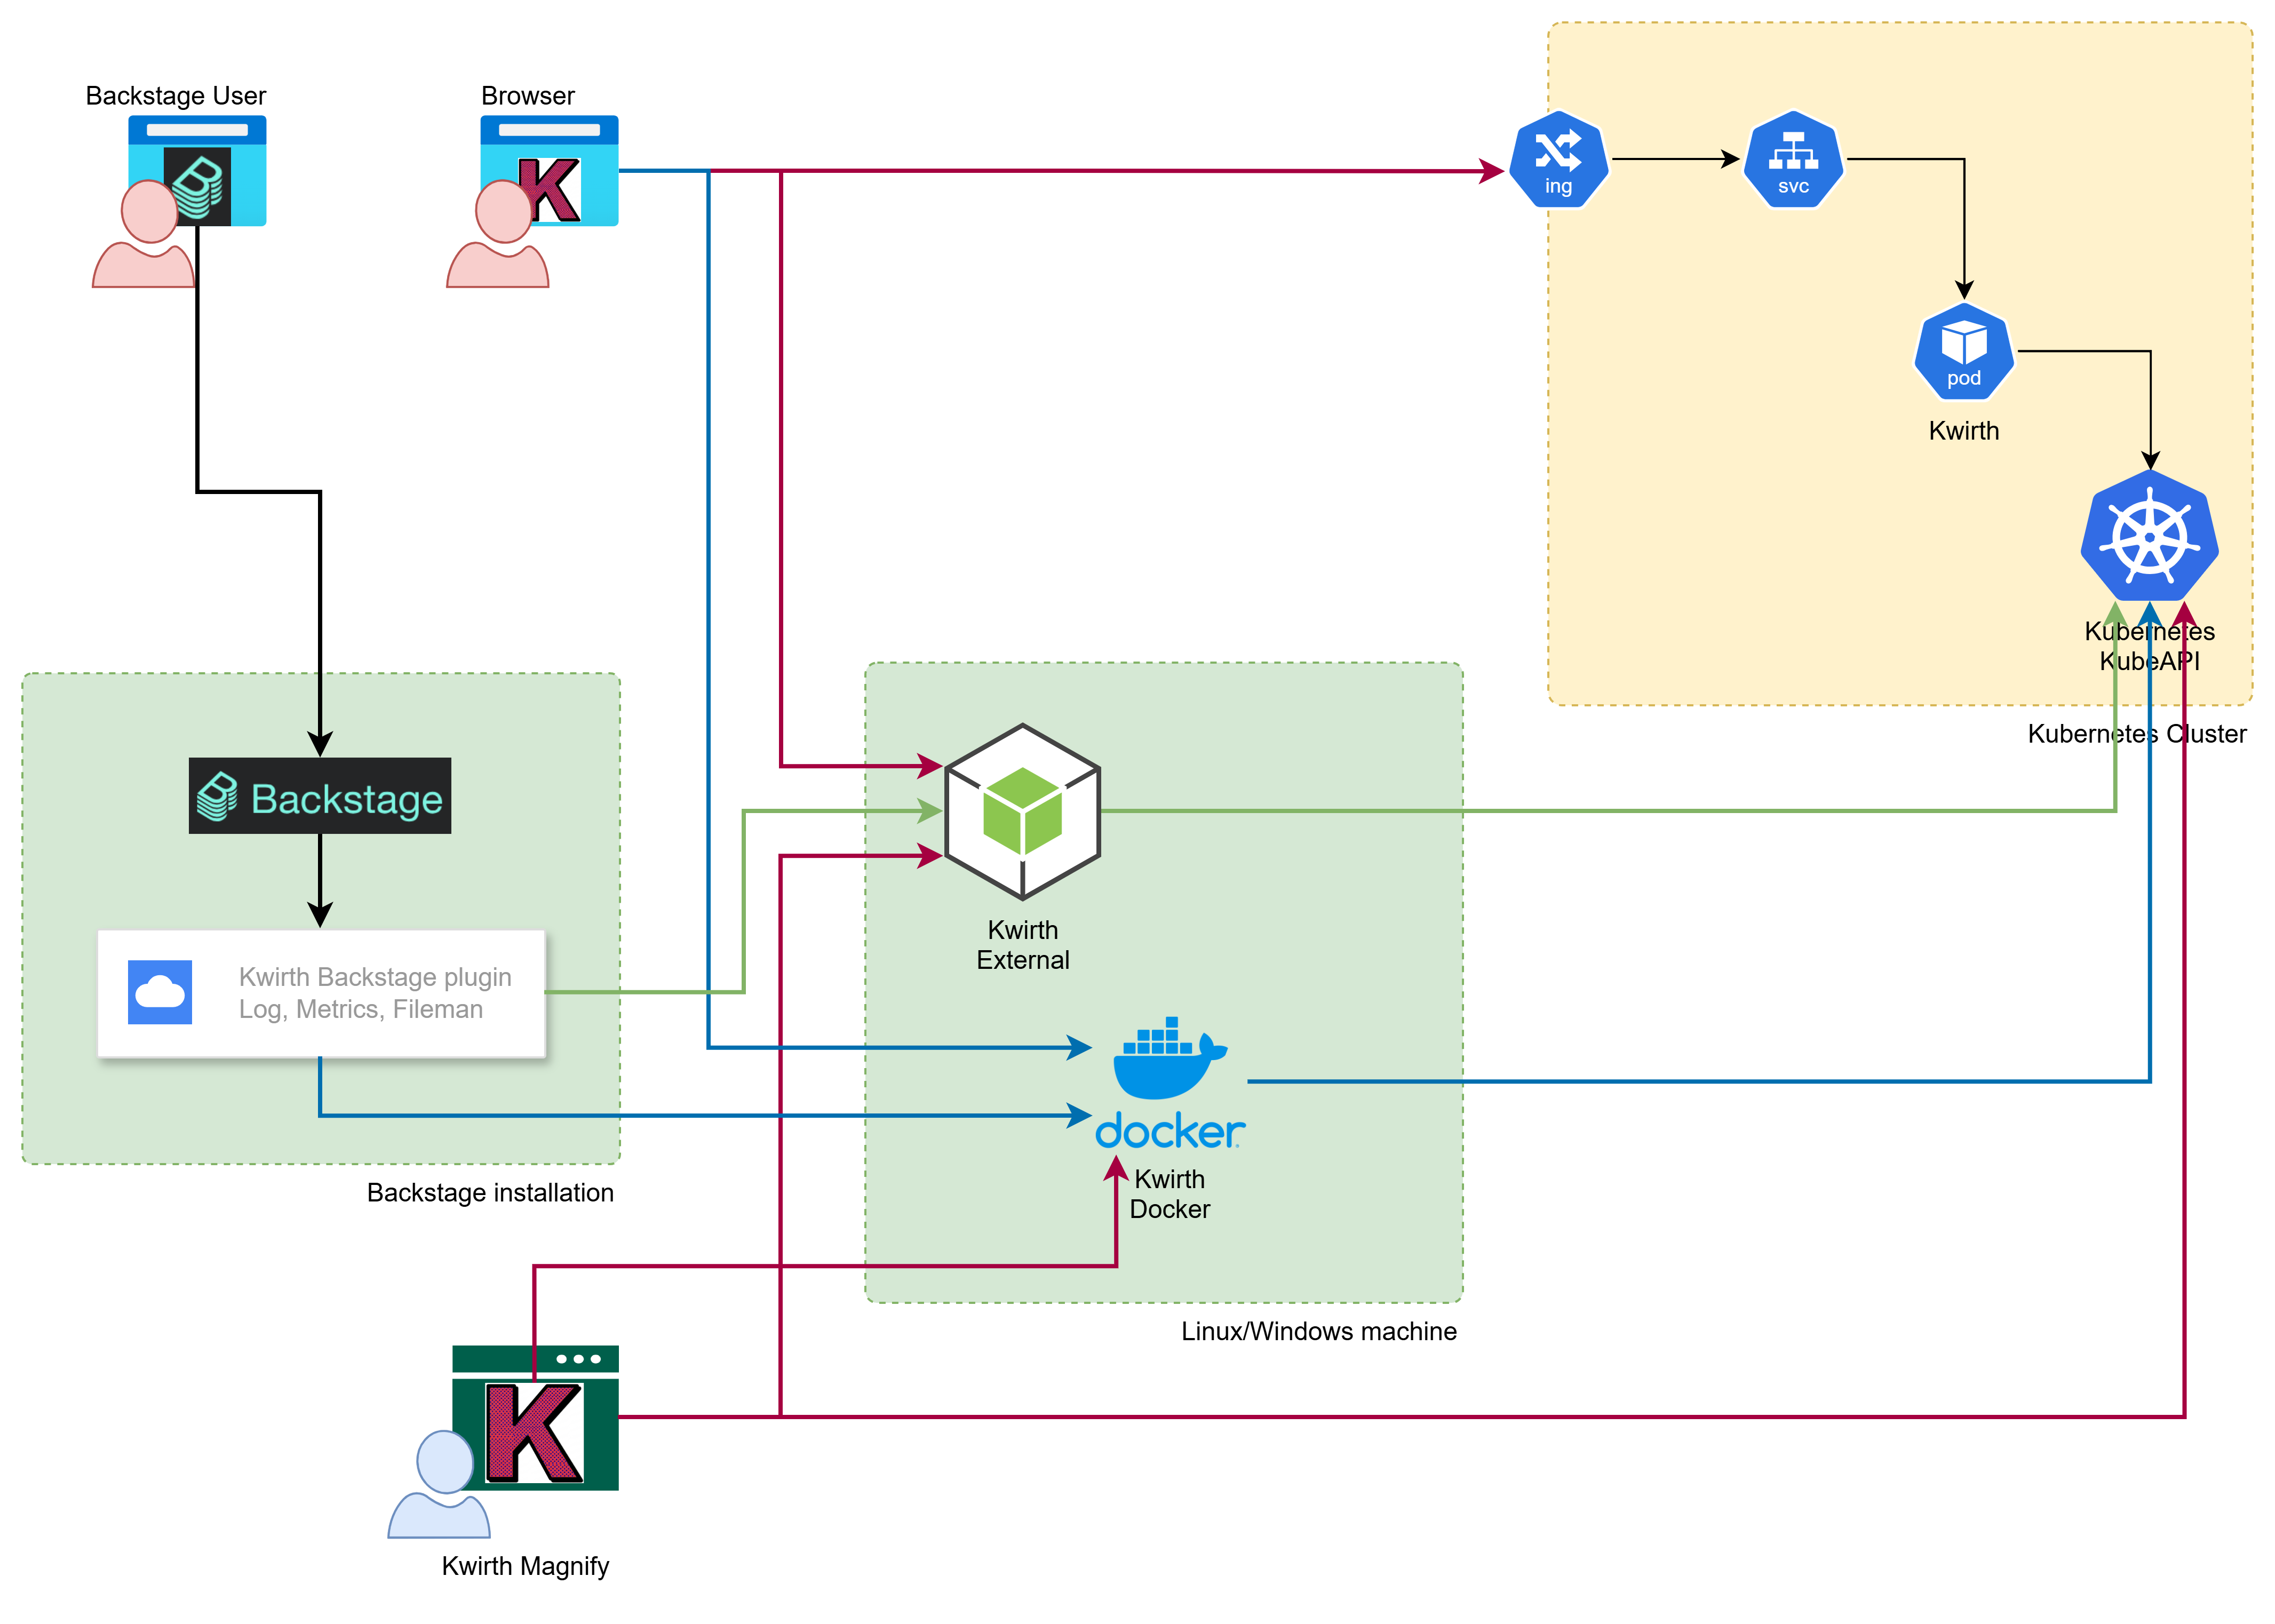 Backstage User
Browser
ing
svc
pod
Kwirth
Kubernetes
KubeAPI
Kubernetes Cluster
Backstage
Kwirth Backstage plugin
Log, Metrics, Fileman
Backstage installation
Kwirth
External
docker
Kwirth
Docker
Linux/Windows machine
K
K
Kwirth Magnify